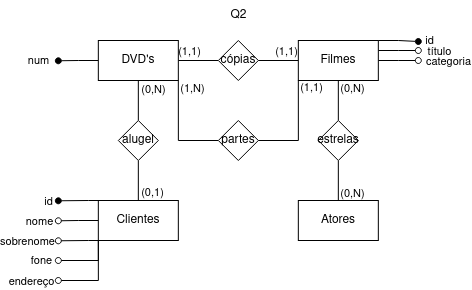 Q2
id
(1,1) (1,1)
título
num DVD's cópias Filmes
categoria
(0,N) (1,N) (1,1) (0,N)
alugel partes estrelas
(0,1) (0,N)
id
nome Clientes Atores
sobrenome
fone
endereço